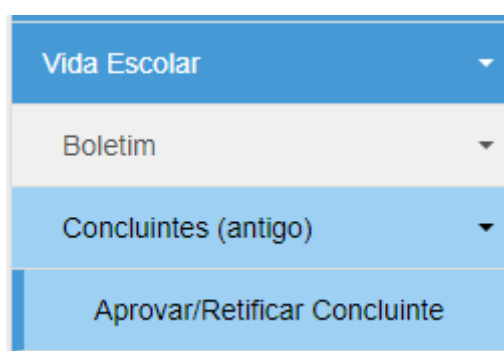 Vida Escolar
Boletim
Concluintes (antigo)
Aprovar/Retificar Concluinte